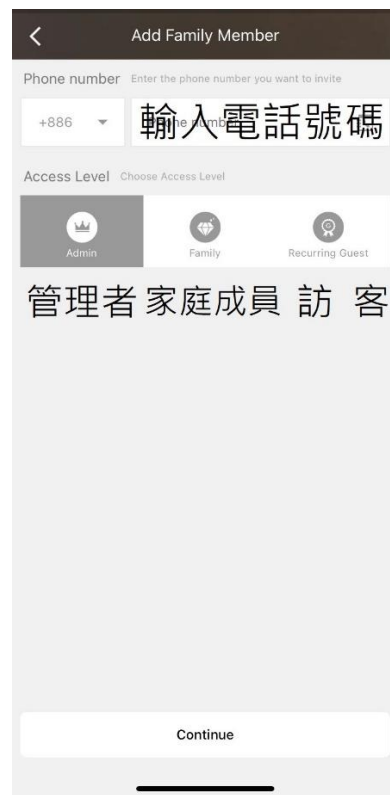 Add Family Member
Phone number Enter the phone number you want to invite
+886 輸入電話號碼
Access Level Choose Access Level
Admin Family Recurring Guest
管理者 家庭成員 訪 客
Continue